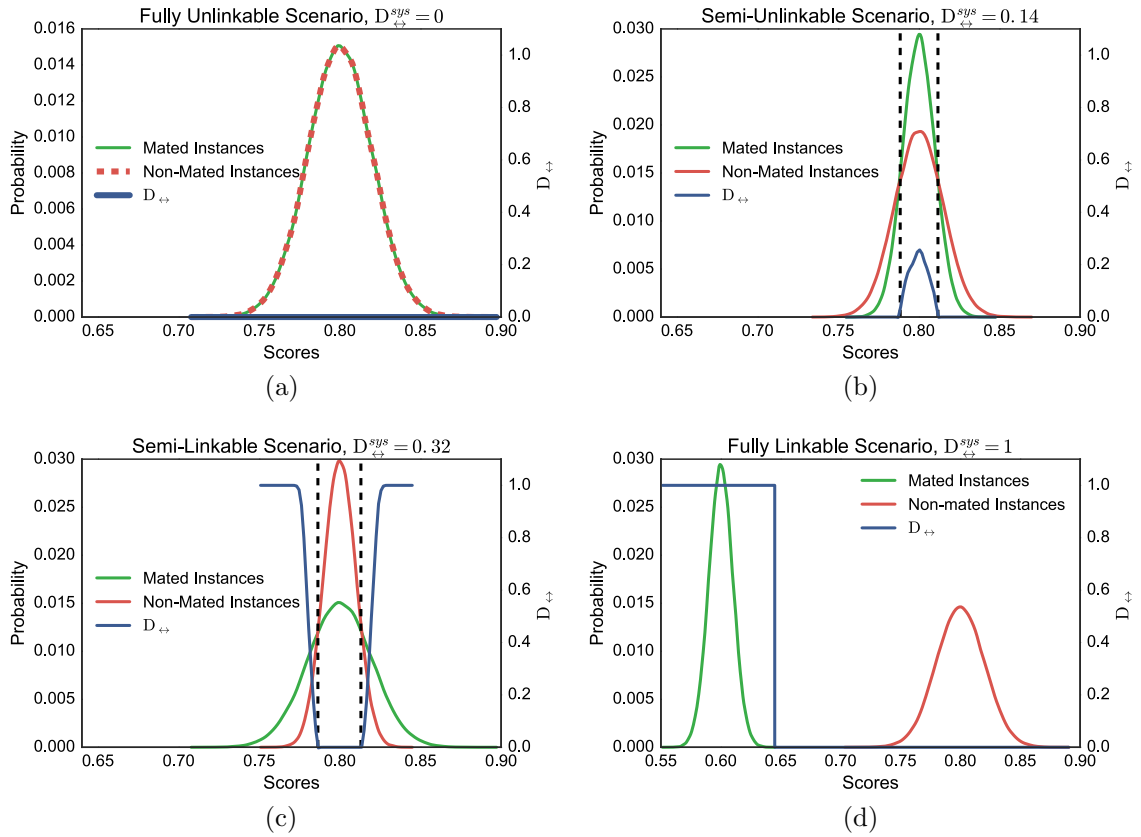 Fully Unlinkable Scenario, D↔^sys = 0
0.016
0.014
0.012
0.010
0.008
0.006
0.004
0.002
0.000
Probability
Mated Instances
Non-Mated Instances
D↔
1.0
0.8
0.6
0.4
0.2
0.0
D↔
0.65 0.70 0.75 0.80 0.85 0.90
Scores
(a)
Semi-Unlinkable Scenario, D↔^sys = 0.14
0.030
0.025
0.020
0.015
0.010
0.005
0.000
Probability
Mated Instances
Non-Mated Instances
D↔
1.0
0.8
0.6
0.4
0.2
0.0
D↔
0.65 0.70 0.75 0.80 0.85 0.90
Scores
(b)
Semi-Linkable Scenario, D↔^sys = 0.32
0.030
0.025
0.020
0.015
0.010
0.005
0.000
Probability
Mated Instances
Non-Mated Instances
D↔
1.0
0.8
0.6
0.4
0.2
0.0
D↔
0.65 0.70 0.75 0.80 0.85 0.90
Scores
(c)
Fully Linkable Scenario, D↔^sys = 1
0.030
0.025
0.020
0.015
0.010
0.005
0.000
Probability
Mated Instances
Non-mated Instances
D↔
1.0
0.8
0.6
0.4
0.2
0.0
D↔
0.55 0.60 0.65 0.70 0.75 0.80 0.85 0.90
Scores
(d)